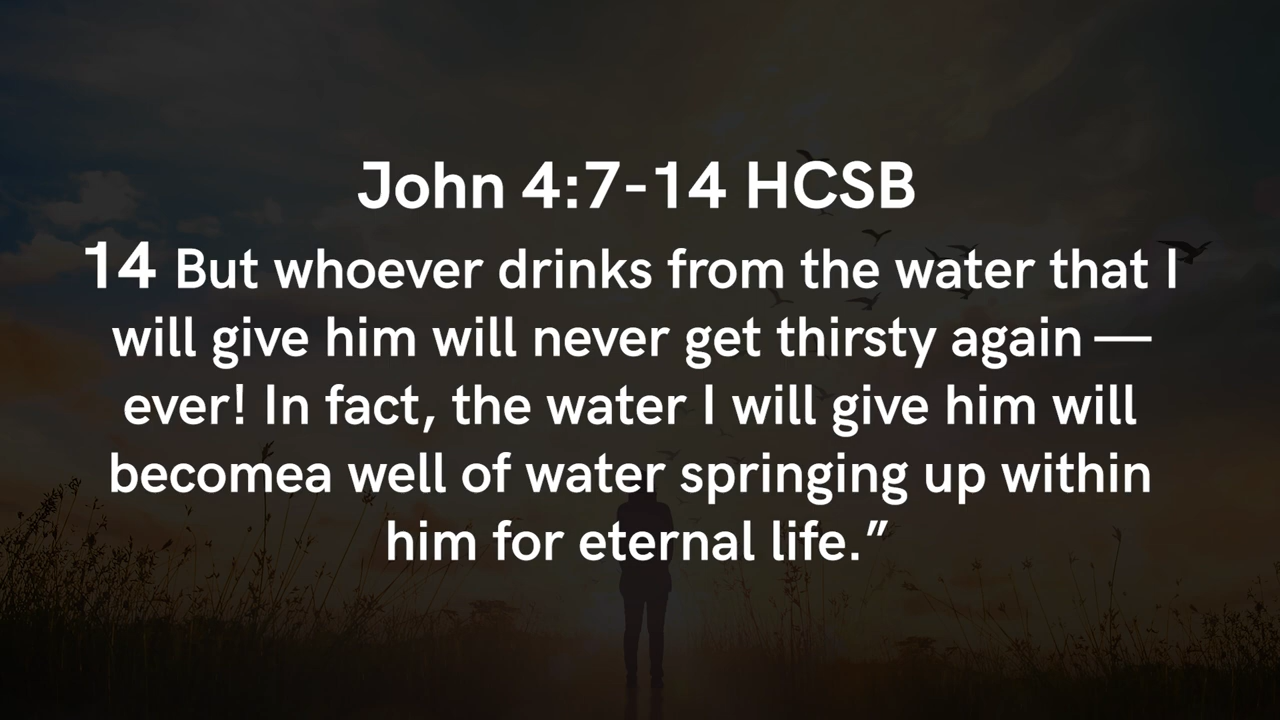 John 4:7-14 HCSB
14 But whoever drinks from the water that I
will give him will never get thirsty again —
ever! In fact, the water I will give him will
becomea well of water springing up within
him for eternal life.”